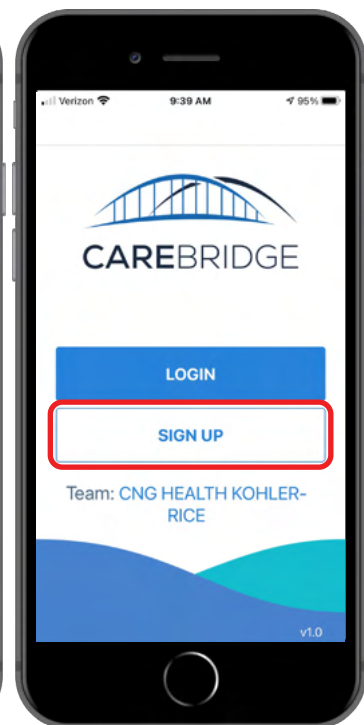 Verizon 9:39 AM 95%
CAREBRIDGE
LOGIN
SIGN UP
Team: CNG HEALTH KOHLER-
RICE
v1.0